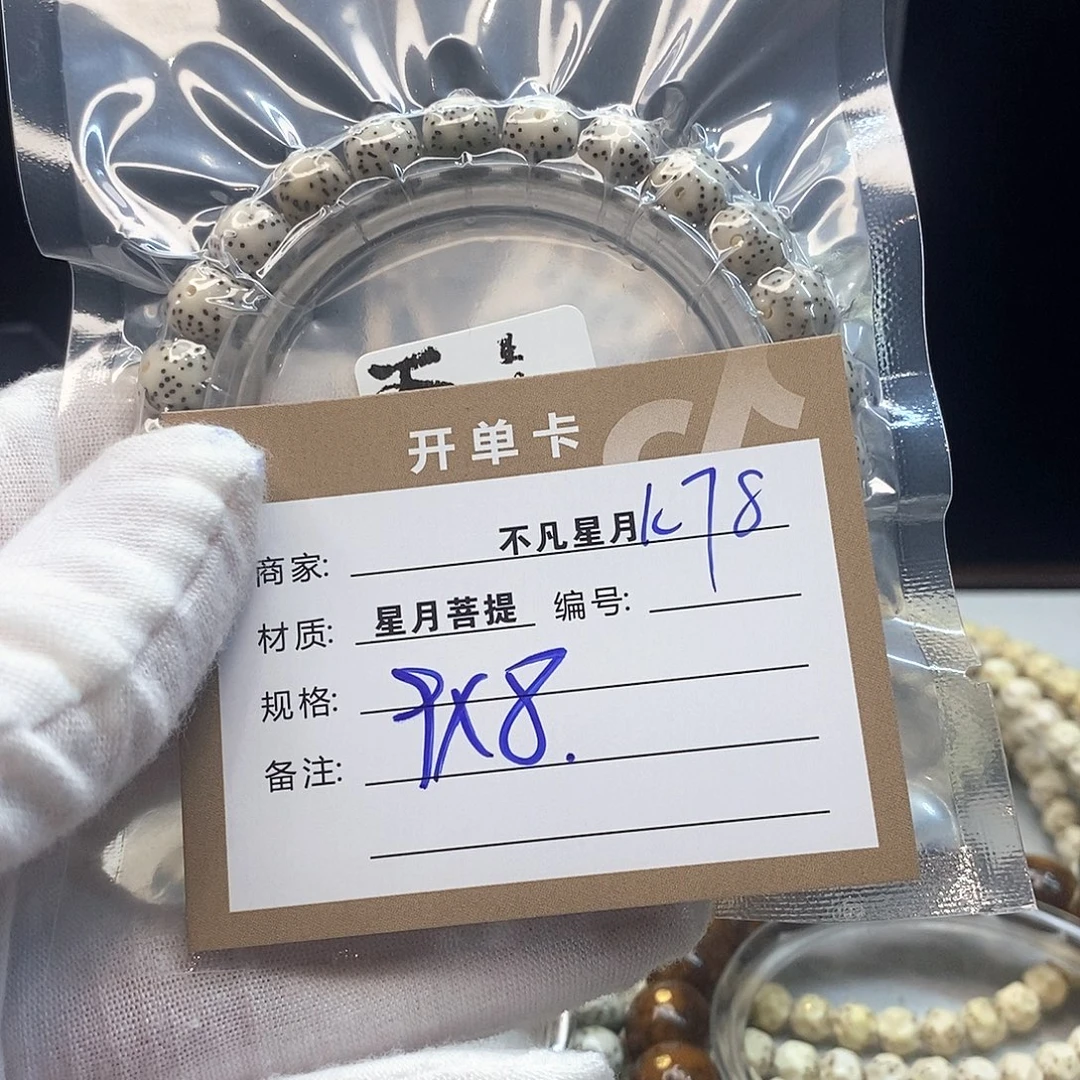 开单卡
商家: 不凡星月 K78
材质: 星月菩提 编号:
规格: 9X8.
备注: